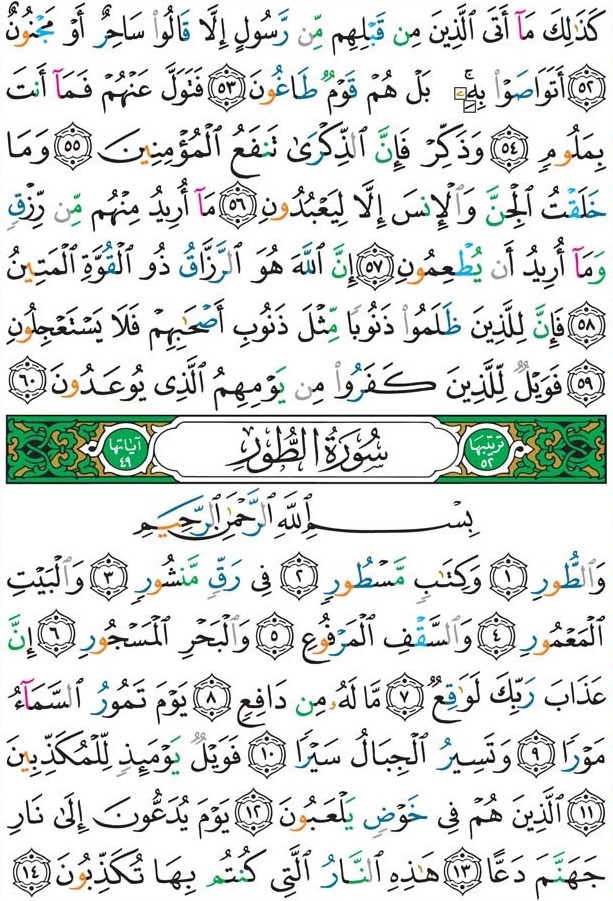 كَذَٰلِكَ مَآ أَتَى ٱلَّذِينَ مِن قَبۡلِهِم مِّن رَّسُولٍ إِلَّا قَالُواْ سَاحِرٌ أَوۡ مَجۡنُونٌ
٥٢ أَتَوَاصَوۡاْ بِهِۦۚ بَلۡ هُمۡ قَوۡمٞ طَاغُونَ ٥٣ فَتَوَلَّ عَنۡهُمۡ فَمَآ أَنتَ
بِمَلُومٖ ٥٤ وَذَكِّرۡ فَإِنَّ ٱلذِّكۡرَىٰ تَنفَعُ ٱلۡمُؤۡمِنِينَ ٥٥ وَمَا
خَلَقۡتُ ٱلۡجِنَّ وَٱلۡإِنسَ إِلَّا لِيَعۡبُدُونِ ٥٦ مَآ أُرِيدُ مِنۡهُم مِّن رِّزۡقٖ
وَمَآ أُرِيدُ أَن يُطۡعِمُونِ ٥٧ إِنَّ ٱللَّهَ هُوَ ٱلرَّزَّاقُ ذُو ٱلۡقُوَّةِ ٱلۡمَتِينُ
٥٨ فَإِنَّ لِلَّذِينَ ظَلَمُواْ ذَنُوبٗا مِّثۡلَ ذَنُوبِ أَصۡحَٰبِهِمۡ فَلَا يَسۡتَعۡجِلُونِ
٥٩ فَوَيۡلٞ لِّلَّذِينَ كَفَرُواْ مِن يَوۡمِهِمُ ٱلَّذِي يُوعَدُونَ ٦٠
ترتيبها ٥٢ سُورَةُ الطُّورِ آياتها ٤٩
بِسۡمِ ٱللَّهِ ٱلرَّحۡمَٰنِ ٱلرَّحِيمِ
وَٱلطُّورِ ١ وَكِتَٰبٖ مَّسۡطُورٖ ٢ فِي رَقّٖ مَّنشُورٖ ٣ وَٱلۡبَيۡتِ
ٱلۡمَعۡمُورِ ٤ وَٱلسَّقۡفِ ٱلۡمَرۡفُوعِ ٥ وَٱلۡبَحۡرِ ٱلۡمَسۡجُورِ ٦ إِنَّ
عَذَابَ رَبِّكَ لَوَٰقِعٞ ٧ مَّا لَهُۥ مِن دَافِعٖ ٨ يَوۡمَ تَمُورُ ٱلسَّمَآءُ
مَوۡرٗا ٩ وَتَسِيرُ ٱلۡجِبَالُ سَيۡرٗا ١٠ فَوَيۡلٞ يَوۡمَئِذٖ لِّلۡمُكَذِّبِينَ
١١ ٱلَّذِينَ هُمۡ فِي خَوۡضٖ يَلۡعَبُونَ ١٢ يَوۡمَ يُدَعُّونَ إِلَىٰ نَارِ
جَهَنَّمَ دَعًّا ١٣ هَٰذِهِ ٱلنَّارُ ٱلَّتِي كُنتُم بِهَا تُكَذِّبُونَ ١٤